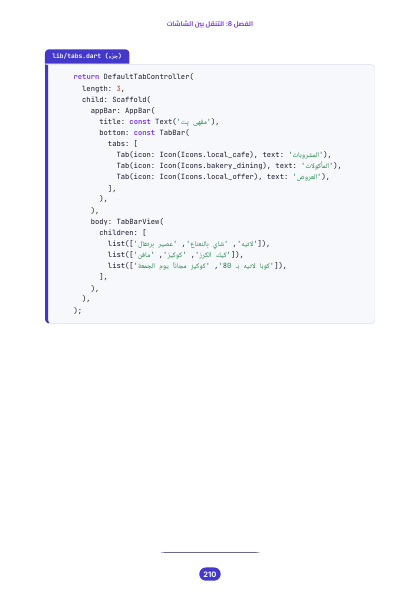 الفصل 8: التنقل بين الشاشات
lib/tabs.dart (جزء)
return DefaultTabController(
length: 3,
child: Scaffold(
appBar: AppBar(
title: const Text('مقهى بت'),
bottom: const TabBar(
tabs: [
Tab(icon: Icon(Icons.local_cafe), text: 'المشروبات'),
Tab(icon: Icon(Icons.bakery_dining), text: 'المأكولات'),
Tab(icon: Icon(Icons.local_offer), text: 'العروض'),
],
),
),
body: TabBarView(
children: [
list(['لاتيه', 'شاي بالنعناع', 'عصير برتقال']),
list(['كيك الكرز', 'كوكيز', 'مافن']),
list(['كوبا لاتيه بـ 80', 'كوكيز مجاناً يوم الجمعة']),
],
),
),
);
210